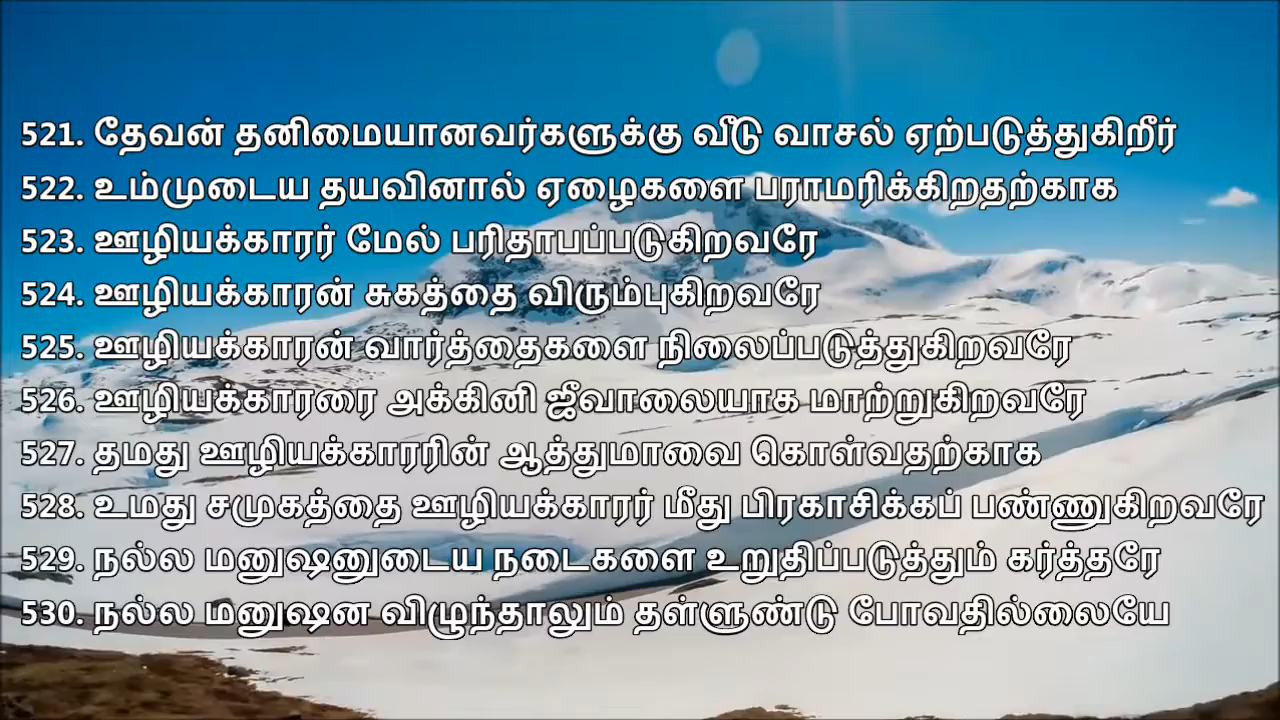 521. தேவன் தனிமையானவர்களுக்கு வீடு வாசல் ஏற்படுத்துகிறீர்
522. உம்முடைய தயவினால் ஏழைகளை பராமரிக்கிறதற்காக
523. ஊழியக்காரர் மேல் பரிதாபப்படுகிறவரே
524. ஊழியக்காரன் சுகத்தை விரும்புகிறவரே
525. ஊழியக்காரன் வார்த்தைகளை நிலைப்படுத்துகிறவரே
526. ஊழியக்காரரை அக்கினி ஜீவாலையாக மாற்றுகிறவரே
527. தமது ஊழியக்காரரின் ஆத்துமாவை கொள்வதற்காக
528. உமது சமுகத்தை ஊழியக்காரர் மீது பிரகாசிக்கப் பண்ணுகிறவரே
529. நல்ல மனுஷனுடைய நடைகளை உறுதிப்படுத்தும் கர்த்தரே
530. நல்ல மனுஷன விழுந்தாலும் தள்ளுண்டு போவதில்லையே